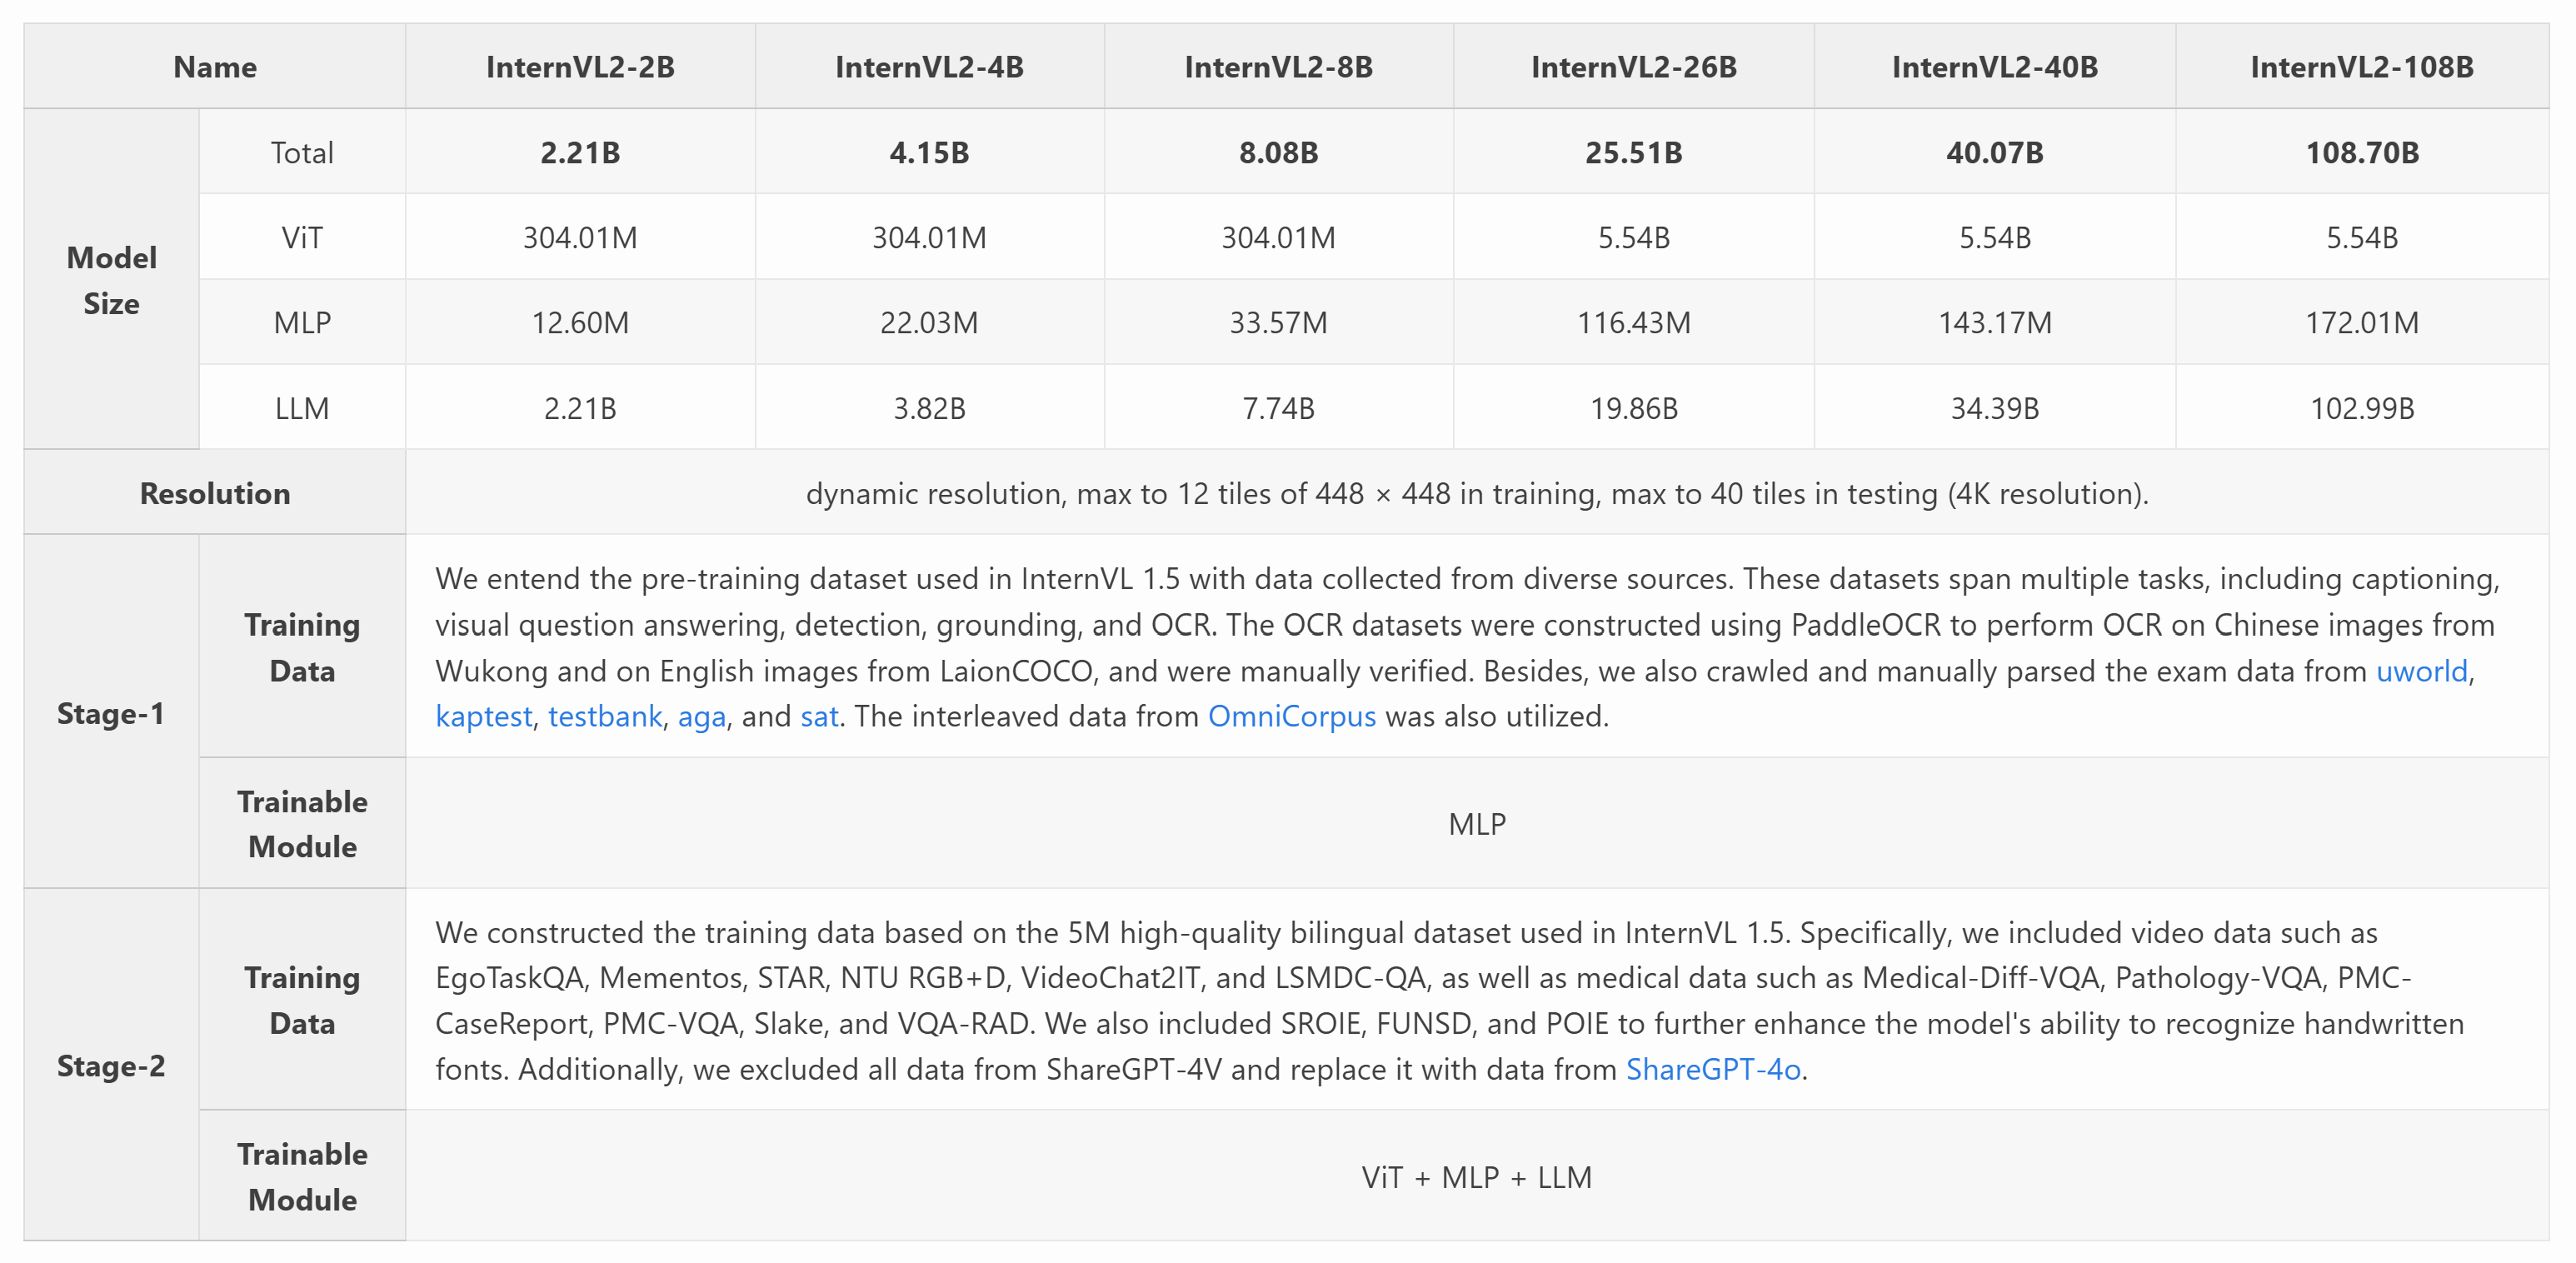 Name InternVL2-2B InternVL2-4B InternVL2-8B InternVL2-26B InternVL2-40B InternVL2-108B
Model Size
Total 2.21B 4.15B 8.08B 25.51B 40.07B 108.70B
ViT 304.01M 304.01M 304.01M 5.54B 5.54B 5.54B
MLP 12.60M 22.03M 33.57M 116.43M 143.17M 172.01M
LLM 2.21B 3.82B 7.74B 19.86B 34.39B 102.99B
Resolution dynamic resolution, max to 12 tiles of 448 × 448 in training, max to 40 tiles in testing (4K resolution).
Stage-1
Training Data
We entend the pre-training dataset used in InternVL 1.5 with data collected from diverse sources. These datasets span multiple tasks, including captioning,
visual question answering, detection, grounding, and OCR. The OCR datasets were constructed using PaddleOCR to perform OCR on Chinese images from
Wukong and on English images from LaionCOCO, and were manually verified. Besides, we also crawled and manually parsed the exam data from uworld,
kaptest, testbank, aga, and sat. The interleaved data from OmniCorpus was also utilized.
Trainable Module
MLP
Stage-2
Training Data
We constructed the training data based on the 5M high-quality bilingual dataset used in InternVL 1.5. Specifically, we included video data such as
EgoTaskQA, Mementos, STAR, NTU RGB+D, VideoChat2IT, and LSMDC-QA, as well as medical data such as Medical-Diff-VQA, Pathology-VQA, PMC-
CaseReport, PMC-VQA, Slake, and VQA-RAD. We also included SROIE, FUNSD, and POIE to further enhance the model's ability to recognize handwritten
fonts. Additionally, we excluded all data from ShareGPT-4V and replace it with data from ShareGPT-4o.
Trainable Module
ViT + MLP + LLM